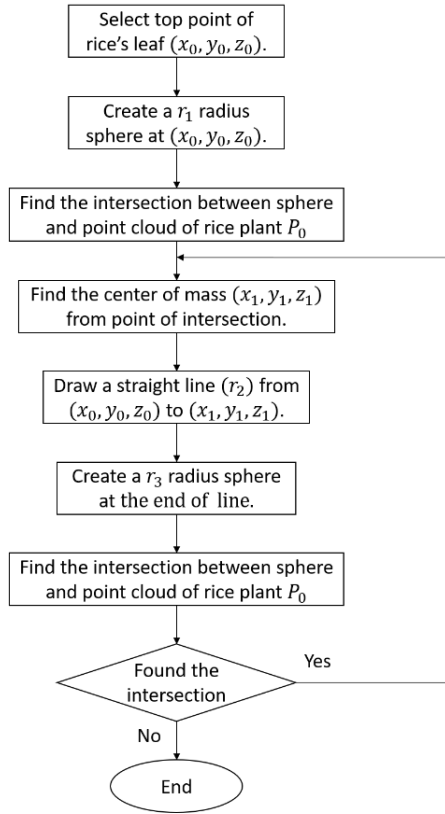 Select top point of
rice's leaf (x₀, y₀, z₀).
Create a r₁ radius
sphere at (x₀, y₀, z₀).
Find the intersection between sphere
and point cloud of rice plant P₀
Find the center of mass (x₁, y₁, z₁)
from point of intersection.
Draw a straight line (r₂) from
(x₀, y₀, z₀) to (x₁, y₁, z₁).
Create a r₃ radius sphere
at the end of line.
Find the intersection between sphere
and point cloud of rice plant P₀
Found the
intersection
Yes
No
End